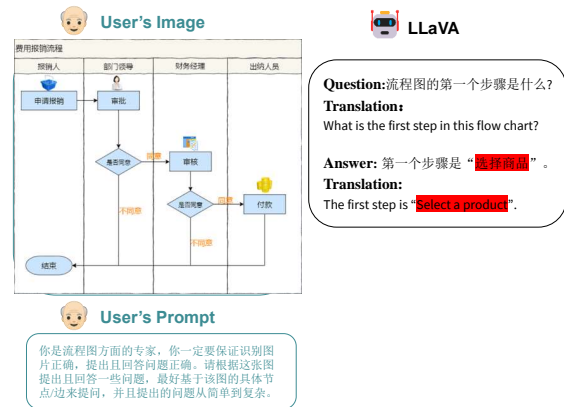 User's Image
费用报销流程
报销人 部门领导 财务经理 出纳人员
申请报销 审批
是否同意 同意 审核
不同意 是否同意 同意 付款
不同意
结束
User's Prompt
你是流程图方面的专家，你一定要保证识别图
片正确，提出且回答问题正确。请根据这张图
提出且回答一些问题，最好基于该图的具体节
点/边来提问，并且提出的问题从简单到复杂。
LLaVA
Question:流程图的第一个步骤是什么?
Translation:
What is the first step in this flow chart?
Answer: 第一个步骤是“选择商品”。
Translation:
The first step is “Select a product”.